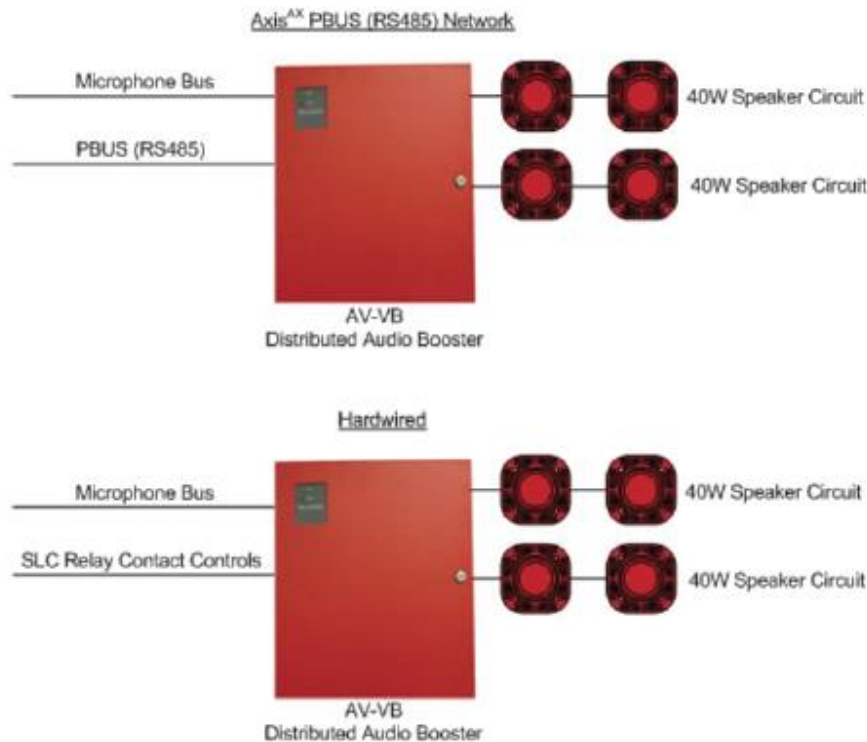 Axis^AX PBUS (RS485) Network
Microphone Bus
40W Speaker Circuit
PBUS (RS485)
40W Speaker Circuit
AV-VB
Distributed Audio Booster
Hardwired
Microphone Bus
40W Speaker Circuit
SLC Relay Contact Controls
40W Speaker Circuit
AV-VB
Distributed Audio Booster